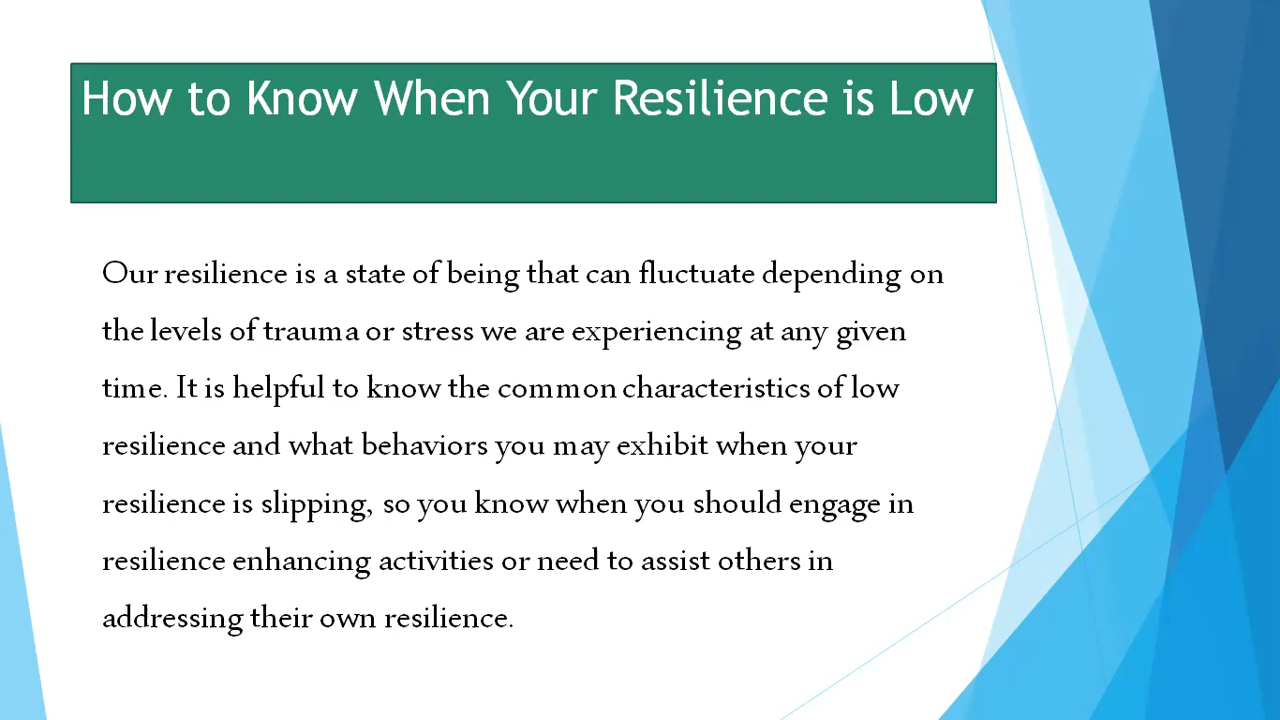 How to Know When Your Resilience is Low
Our resilience is a state of being that can fluctuate depending on
the levels of trauma or stress we are experiencing at any given
time. It is helpful to know the common characteristics of low
resilience and what behaviors you may exhibit when your
resilience is slipping, so you know when you should engage in
resilience enhancing activities or need to assist others in
addressing their own resilience.